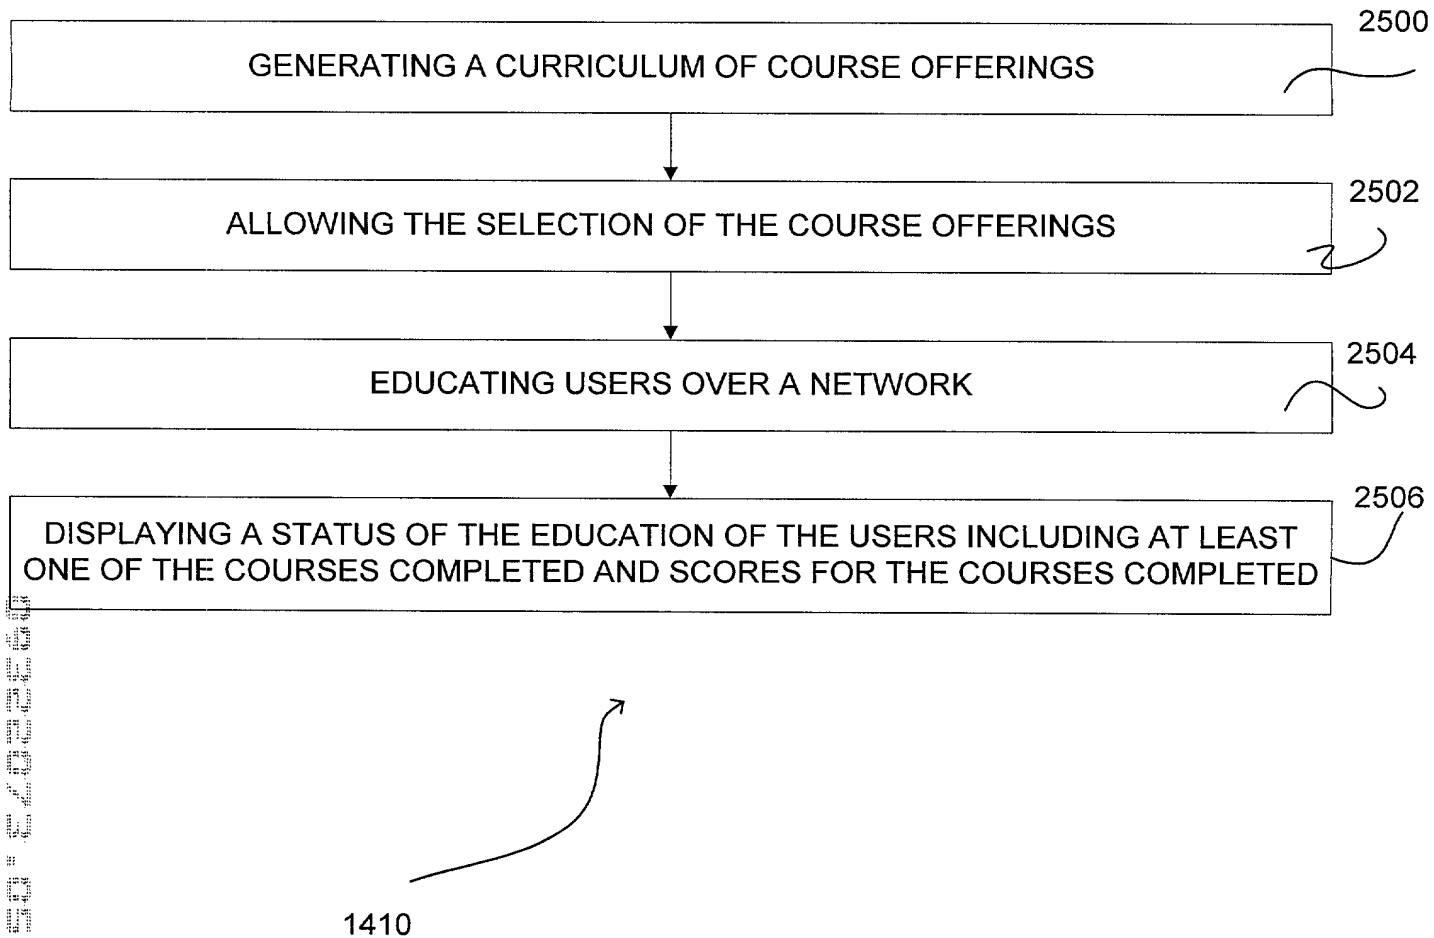 2500
GENERATING A CURRICULUM OF COURSE OFFERINGS
2502
ALLOWING THE SELECTION OF THE COURSE OFFERINGS
2504
EDUCATING USERS OVER A NETWORK
2506
DISPLAYING A STATUS OF THE EDUCATION OF THE USERS INCLUDING AT LEAST
ONE OF THE COURSES COMPLETED AND SCORES FOR THE COURSES COMPLETED
1410